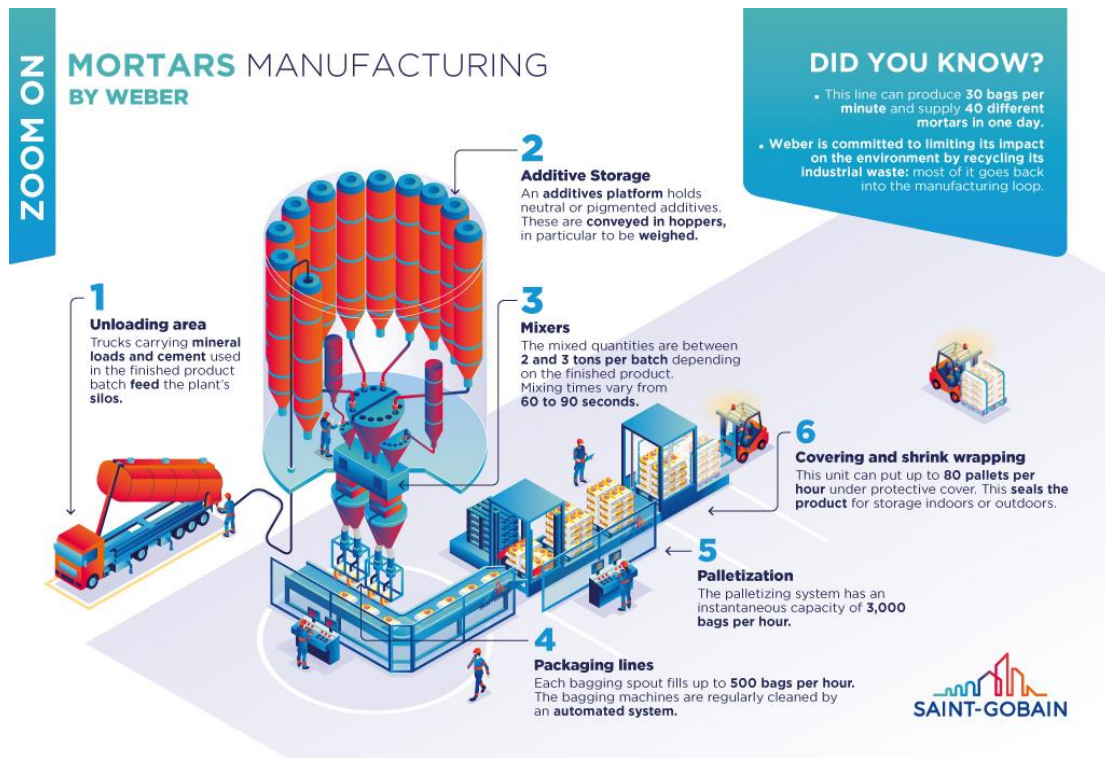 ZOOM ON
MORTARS MANUFACTURING
BY WEBER
DID YOU KNOW?
▪ This line can produce 30 bags per
minute and supply 40 different
mortars in one day.
▪ Weber is committed to limiting its impact
on the environment by recycling its
industrial waste: most of it goes back
into the manufacturing loop.
1
Unloading area
Trucks carrying mineral
loads and cement used
in the finished product
batch feed the plant's
silos.
2
Additive Storage
An additives platform holds
neutral or pigmented additives.
These are conveyed in hoppers,
in particular to be weighed.
3
Mixers
The mixed quantities are between
2 and 3 tons per batch depending
on the finished product.
Mixing times vary from
60 to 90 seconds.
4
Packaging lines
Each bagging spout fills up to 500 bags per hour.
The bagging machines are regularly cleaned by
an automated system.
5
Palletization
The palletizing system has an
instantaneous capacity of 3,000
bags per hour.
6
Covering and shrink wrapping
This unit can put up to 80 pallets per
hour under protective cover. This seals the
product for storage indoors or outdoors.
SAINT-GOBAIN